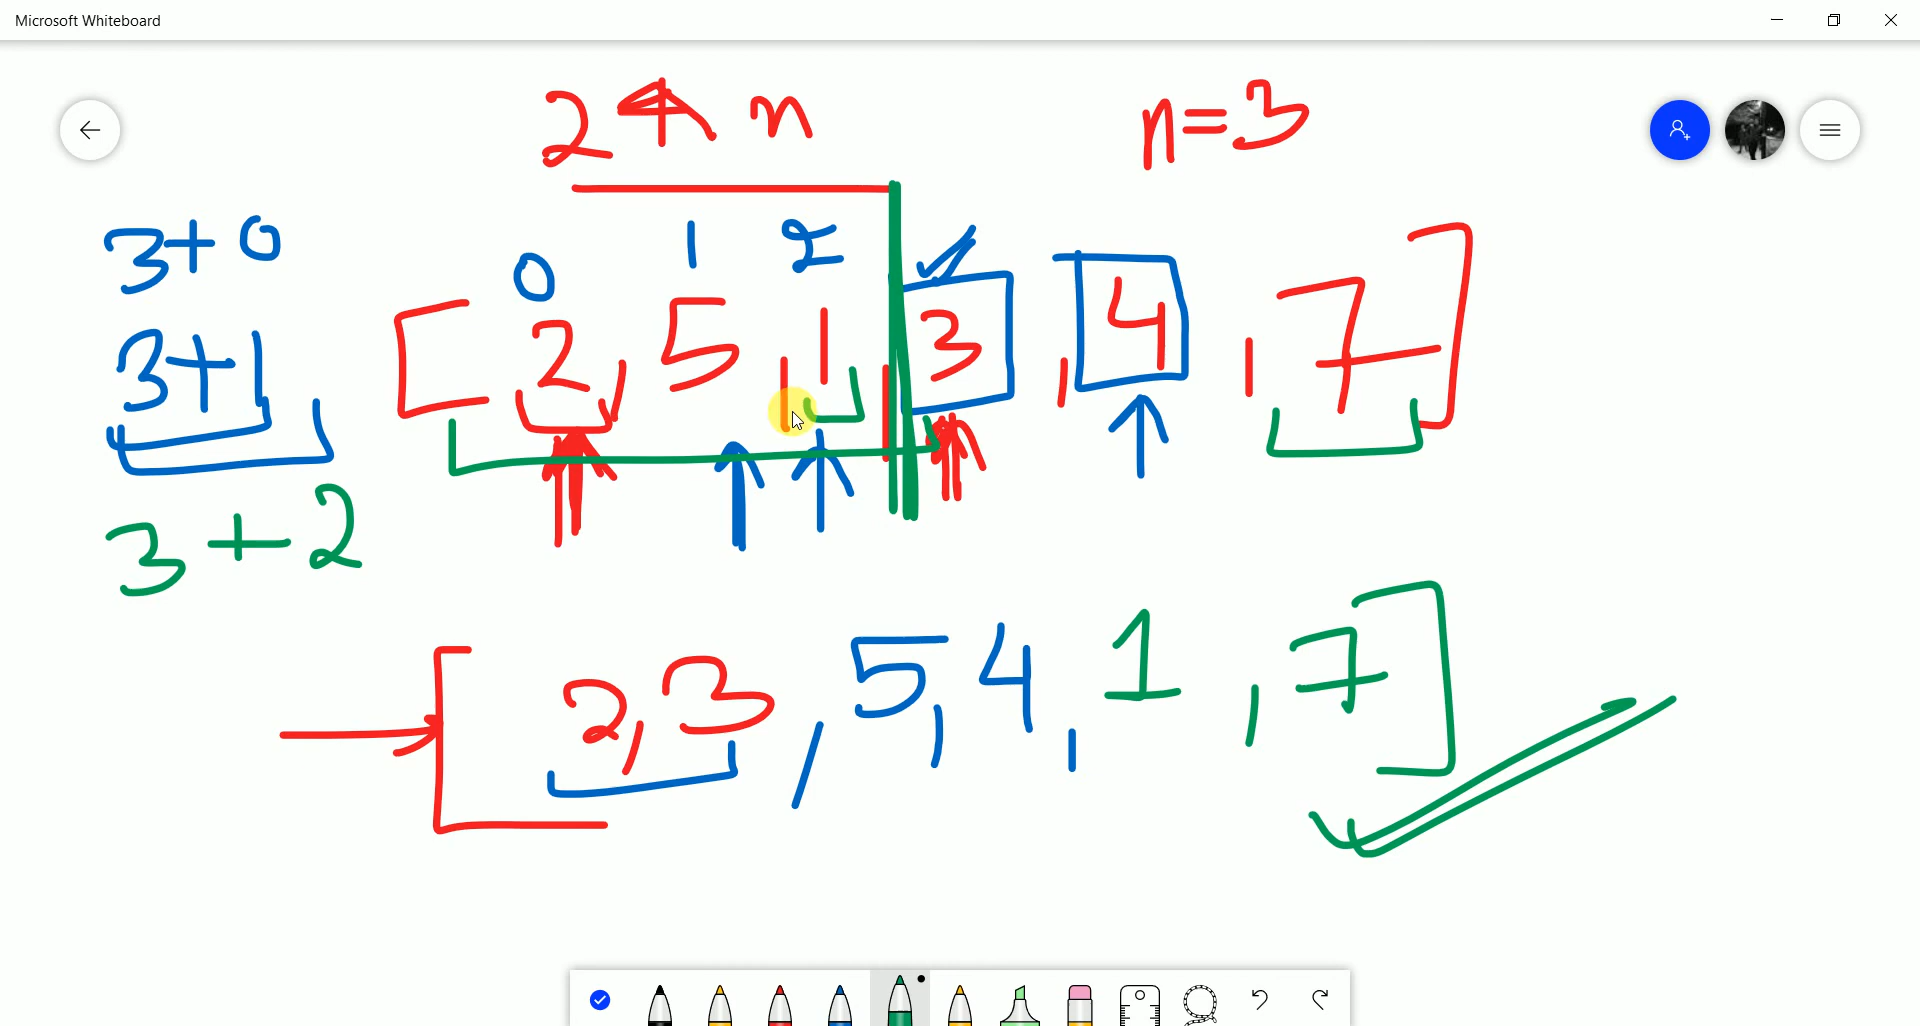 Microsoft Whiteboard
2 n
n=3
3+0
0 1 2
3+1
[2, 5, 1, 3, 4, 7]
3+2
[2, 3, 5, 4, 1, 7]